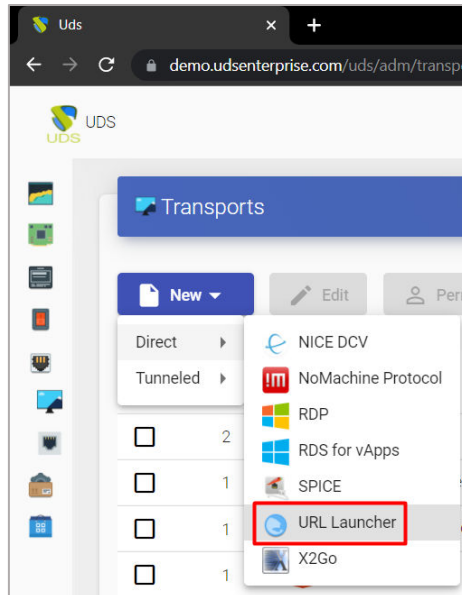 Uds
demo.udsenterprise.com/uds/adm/transp
UDS
UDS
Transports
New
Edit
Direct
Tunneled
NICE DCV
NoMachine Protocol
RDP
2
RDS for vApps
1
SPICE
1
URL Launcher
1
X2Go